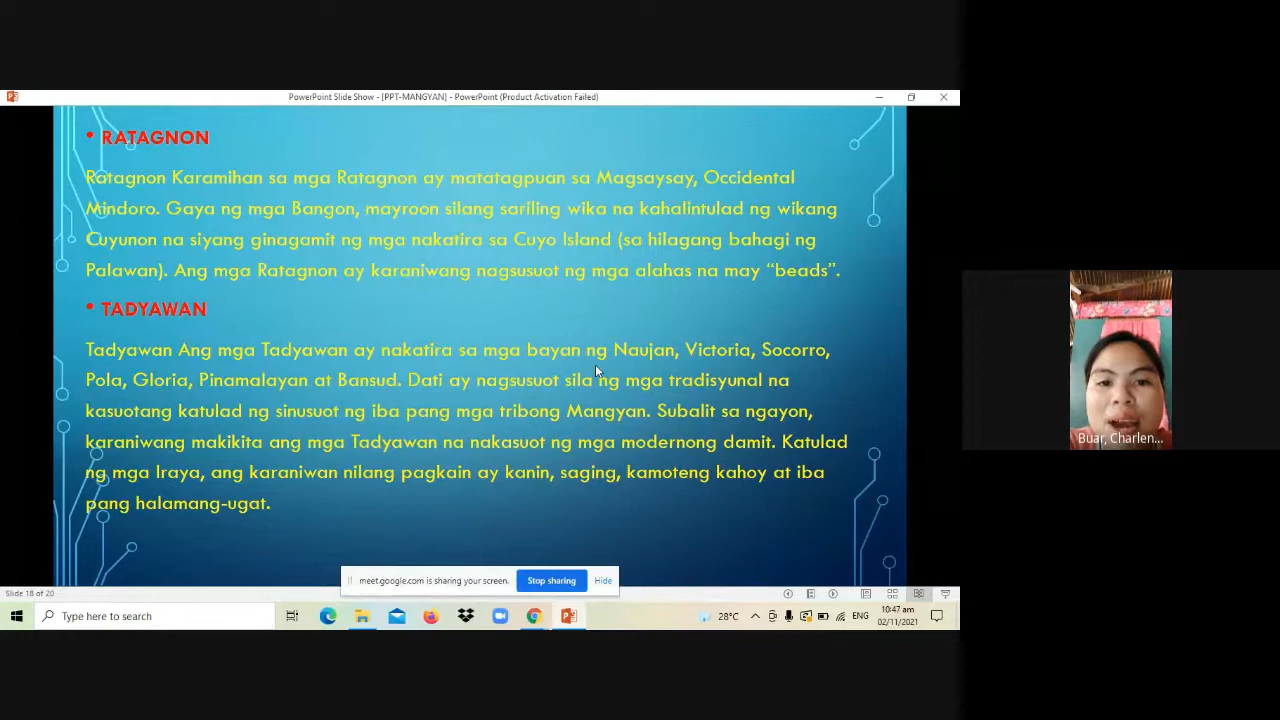 PowerPoint Slide Show - [PPT-MANGYAN] - PowerPoint (Product Activation Failed)
• RATAGNON
Ratagnon Karamihan sa mga Ratagnon ay matatagpuan sa Magsaysay, Occidental
Mindoro. Gaya ng mga Bangon, mayroon silang sariling wika na kahalintulad ng wikang
Cuyunon na siyang ginagamit ng mga nakatira sa Cuyo Island (sa hilagang bahagi ng
Palawan). Ang mga Ratagnon ay karaniwang nagsusuot ng mga alahas na may “beads”.
• TADYAWAN
Tadyawan Ang mga Tadyawan ay nakatira sa mga bayan ng Naujan, Victoria, Socorro,
Pola, Gloria, Pinamalayan at Bansud. Dati ay nagsusuot sila ng mga tradisyunal na
kasuotang katulad ng sinusuot ng iba pang mga tribong Mangyan. Subalit sa ngayon,
karaniwang makikita ang mga Tadyawan na nakasuot ng mga modernong damit. Katulad
ng mga Iraya, ang karaniwan nilang pagkain ay kanin, saging, kamoteng kahoy at iba
pang halamang-ugat.
Buar, Charlen...
meet.google.com is sharing your screen. Stop sharing Hide
Slide 18 of 20
Type here to search
28°C ENG 10:47 am
02/11/2021